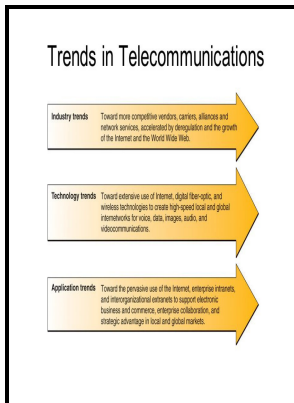 Trends in Telecommunications
Industry trends Toward more competitive vendors, carriers, alliances and
network services, accelerated by deregulation and the growth
of the Internet and the World Wide Web.
Technology trends Toward extensive use of Internet, digital fiber-optic, and
wireless technologies to create high-speed local and global
internetworks for voice, data, images, audio, and
videocommunications.
Application trends Toward the pervasive use of the Internet, enterprise intranets,
and interorganizational extranets to support electronic
business and commerce, enterprise collaboration, and
strategic advantage in local and global markets.